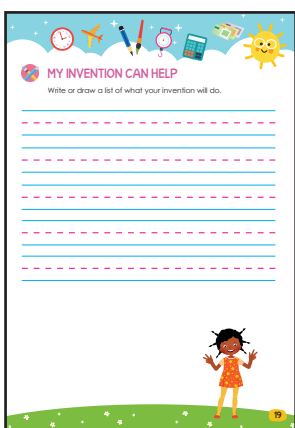 MY INVENTION CAN HELP
Write or draw a list of what your invention will do.
19